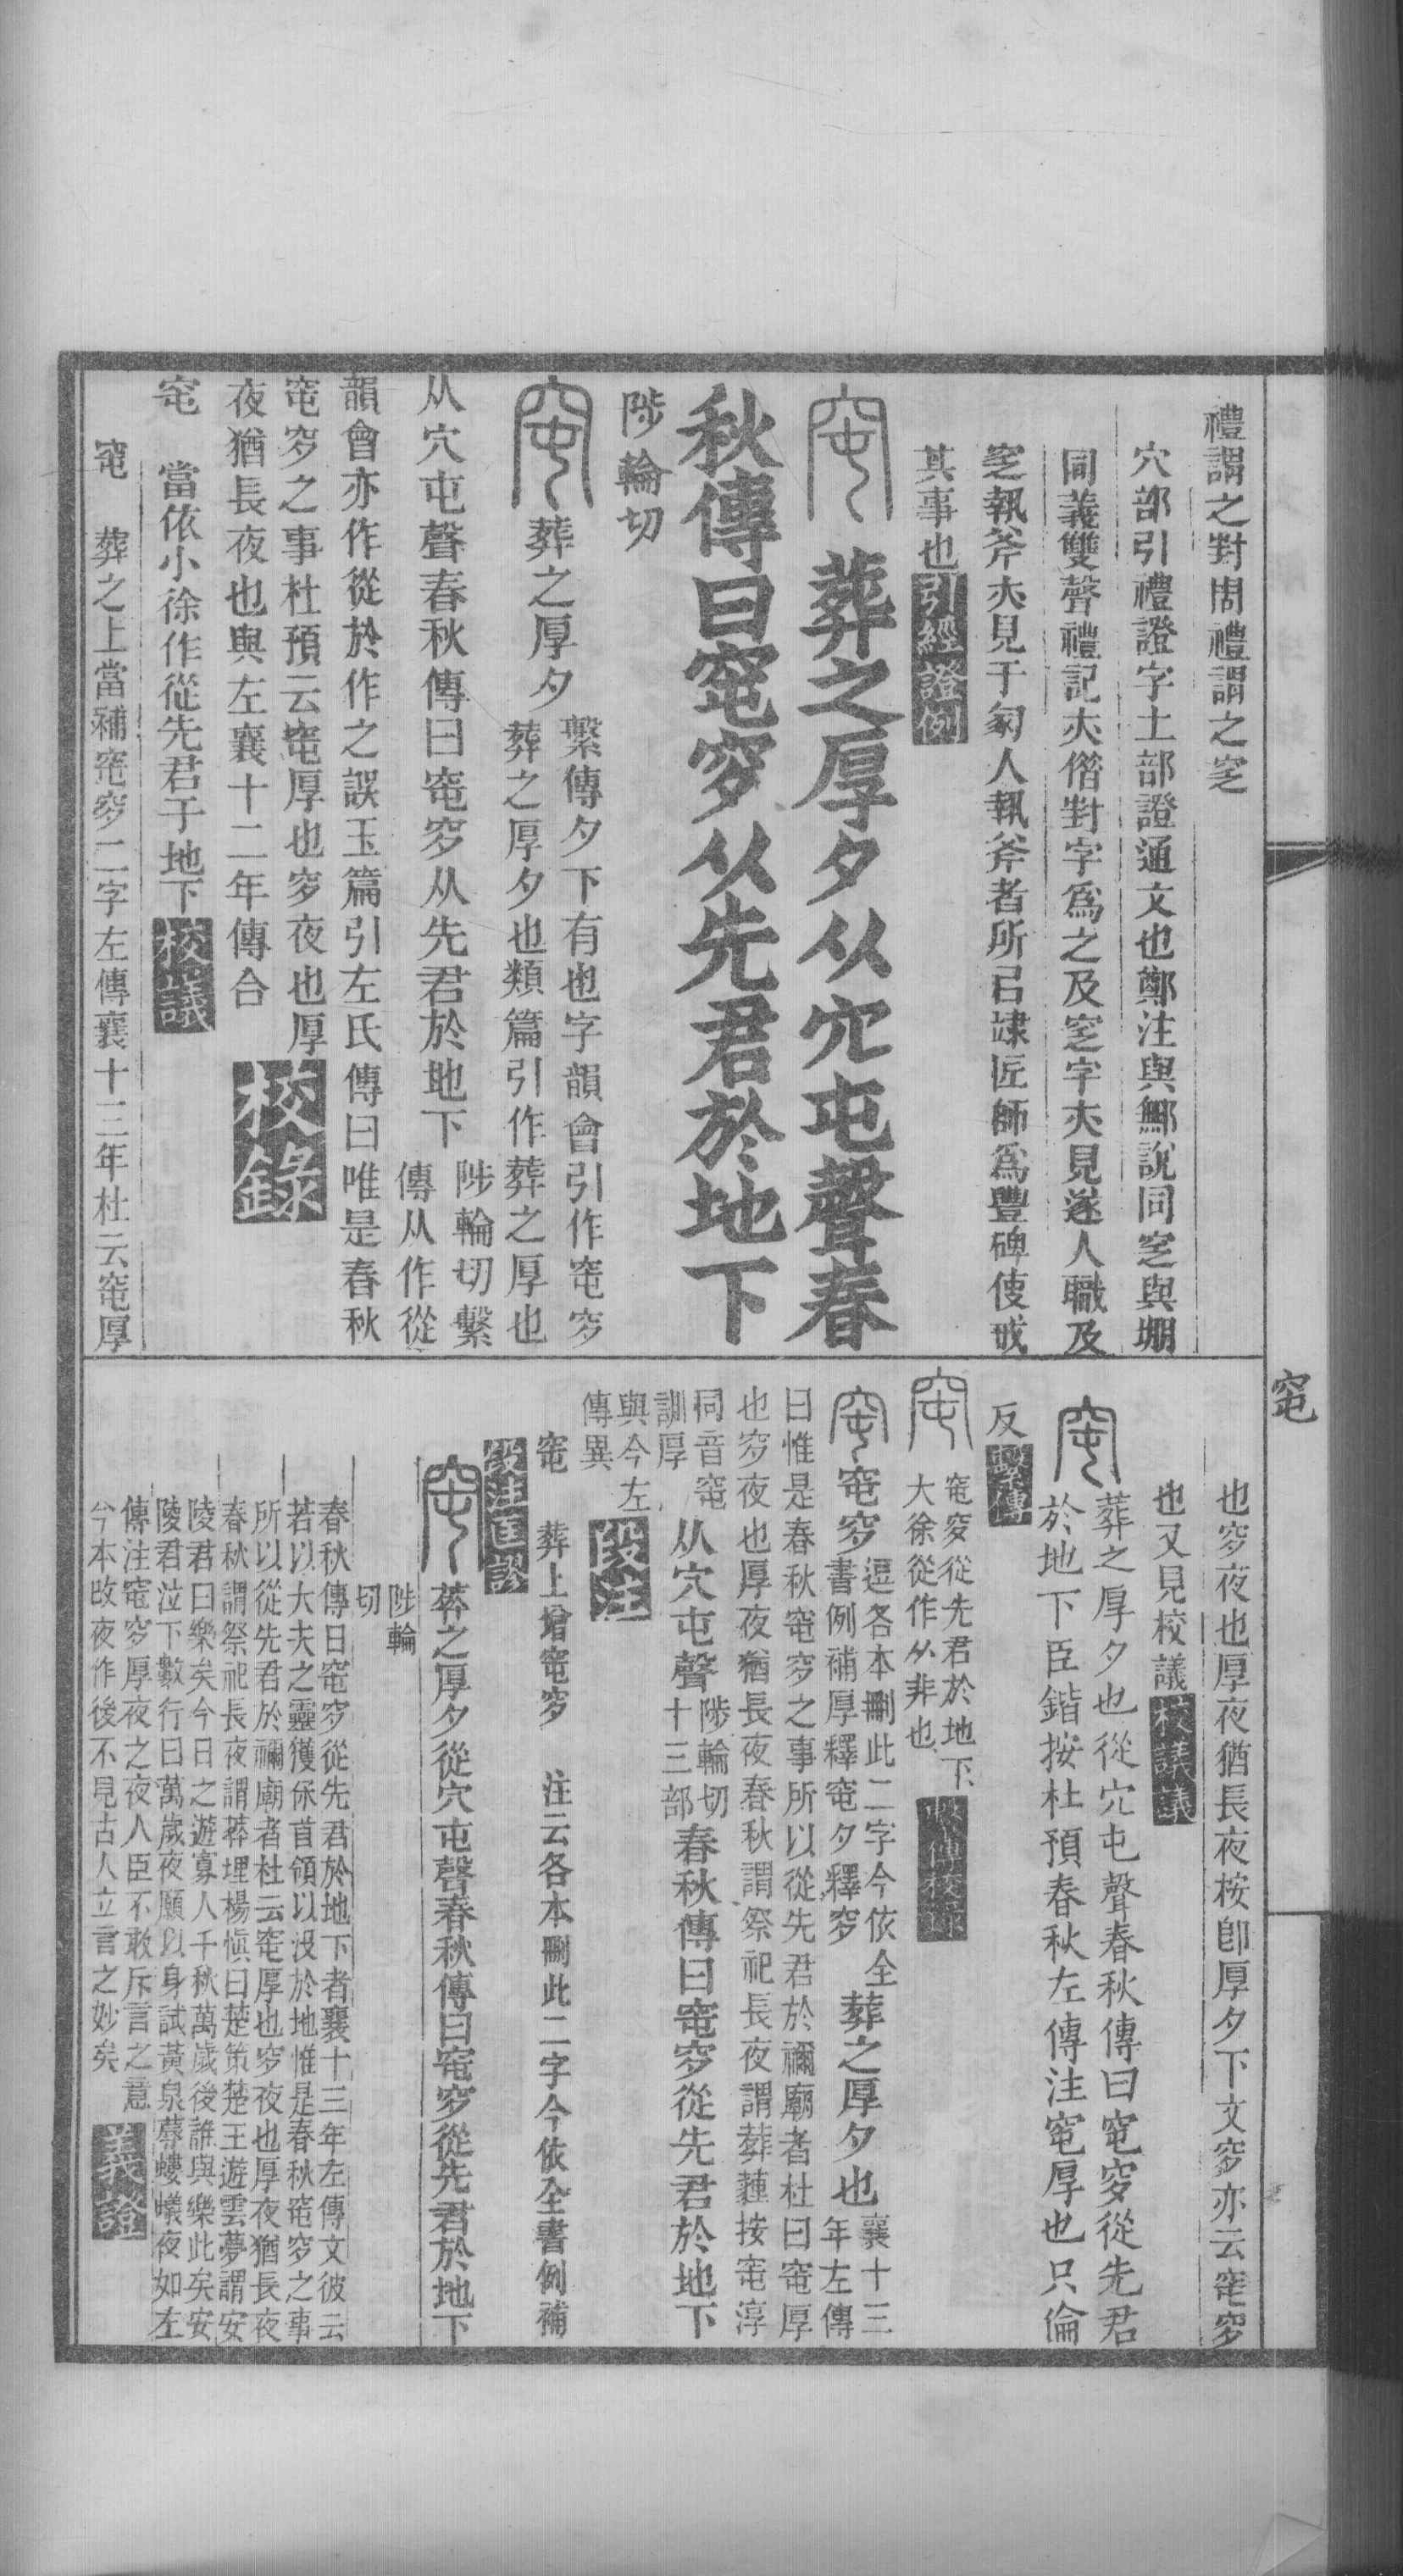 禮謂之封周禮謂之窆
穴部引禮證字土部證通文也鄭注與鄦說同窆與堋
同義雙聲禮記亦偕封字爲之及窆字亦見遂人職及
窆執斧亦見于匊人執斧者所㠯隸匠師爲豐碑使戒
其事也引經證例
葬之厚夕从穴屯聲春
秋傳曰窀穸从先君於地下
陟輪切
葬之厚夕
繫傳夕下有也字韻會引作窀穸
葬之厚夕也類篇引作葬之厚也
从穴屯聲春秋傳曰窀穸从先君於地下
陟輪切繫
傳从作從
韻會亦作從於作之誤玉篇引左氏傳曰唯是春秋
窀穸之事杜預云窀厚也穸夜也厚
夜猶長夜也與左襄十二年傳合
校錄
窀 當依小徐作從先君于地下校議
窀 葬之上當補窀穸二字左傳襄十三年杜云窀厚
窀
也穸夜也厚夜猶長夜桉卽厚夕下文穸亦云窀穸
也又見校議校議議
葬之厚夕也從穴屯聲春秋傳曰窀穸從先君
於地下臣鍇按杜預春秋左傳注窀厚也只倫
反繫傳
窀穸從先君於地下
大徐從作从非也
窀穸
逗各本刪此二字今依全
書例補厚釋窀夕釋穸
葬之厚夕也
襄十三
年左傳
曰惟是春秋窀穸之事所以從先君於禰廟者杜曰窀厚
也穸夜也厚夜猶長夜春秋謂祭祀長夜謂葬薶按窀淳
同音窀
訓厚
與今左
傳異
从穴屯聲
陟輪切
十三部
春秋傳曰窀穸從先君於地下
段注
窀 葬上增窀穸 注云各本刪此二字今依全書例補
段注匡謬
葬之厚夕從穴屯聲春秋傳曰窀穸從先君於地下
陟輪
切
春秋傳曰窀穸從先君於地下者襄十三年左傳文彼云
若以大夫之靈獲保首領以沒於地惟是春秋窀穸之事
所以從先君於禰廟者杜云窀厚也穸夜也厚夜猶長夜
春秋謂祭祀長夜謂葬埋楊愼曰楚策楚王遊雲夢謂安
陵君曰樂矣今日之遊寡人千秋萬歲後誰與樂此矣安
陵君泣下數行曰萬歲夜願以身試黃泉蓐螻蟻夜如左
傳注窀穸厚夜之夜人臣不敢斥言之意
今本改夜作後不見古人立言之妙矣
義證